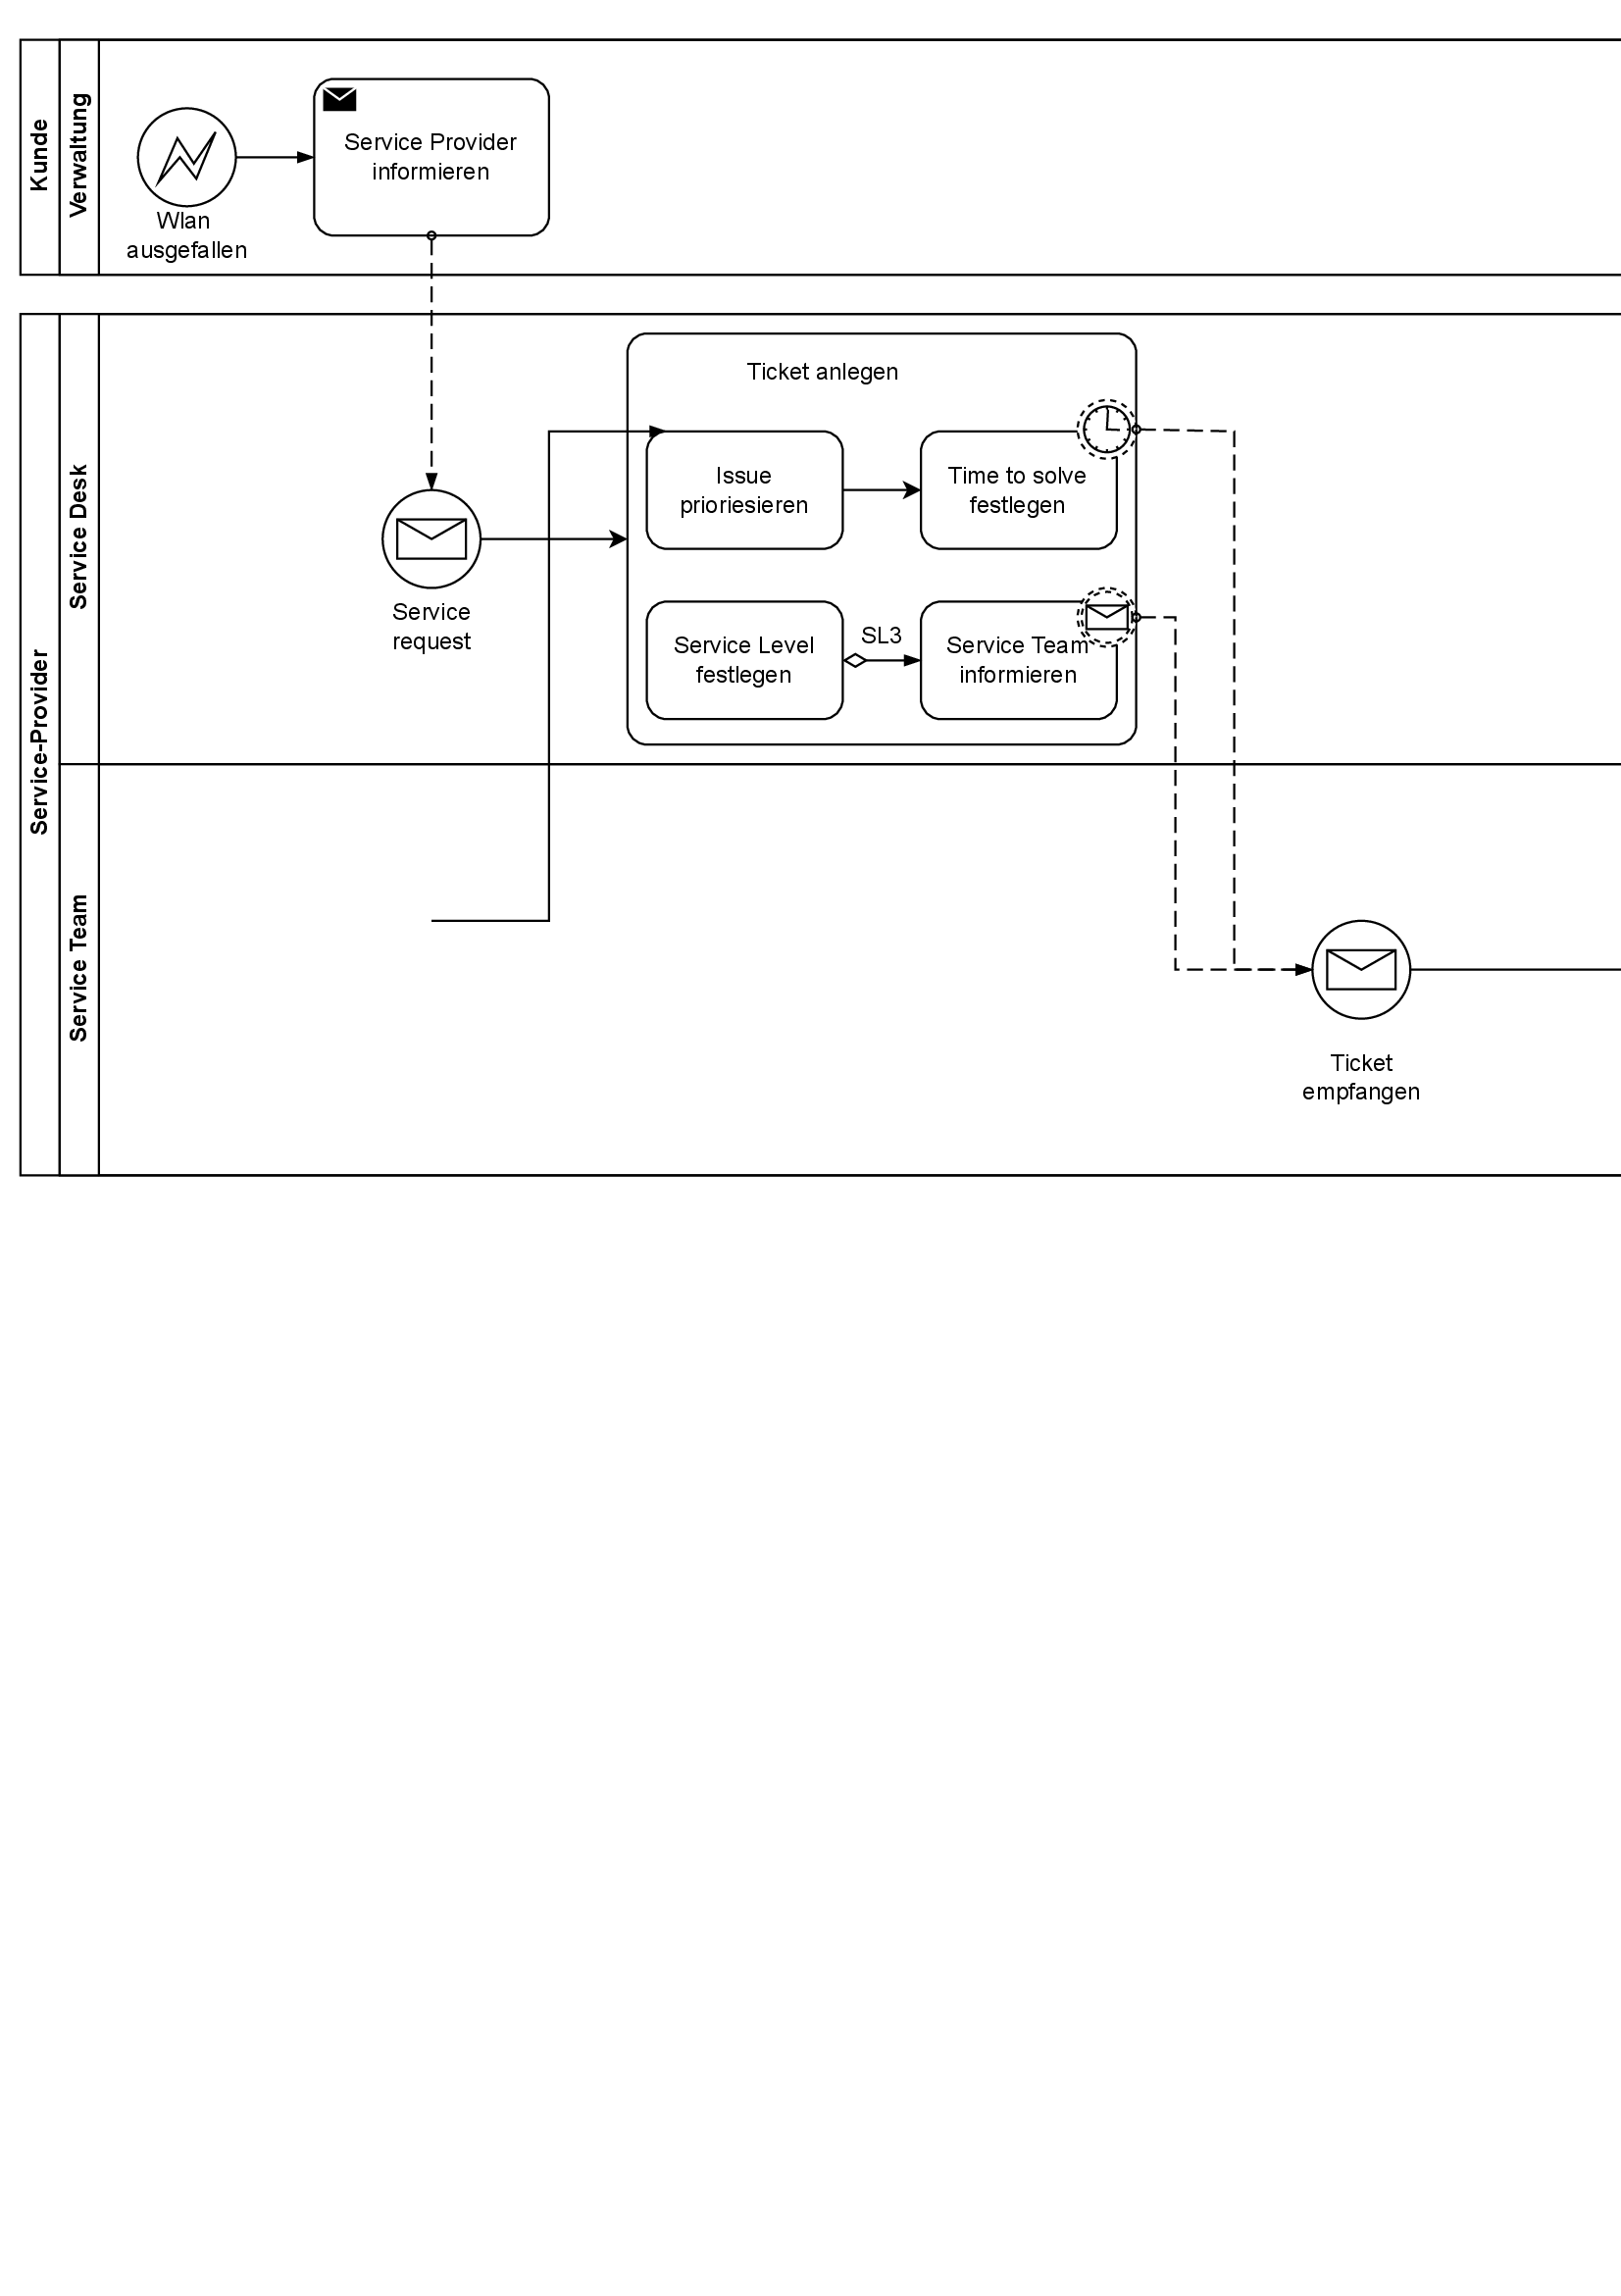 Kunde
Verwaltung
Service Provider
informieren
Wlan
ausgefallen
Service-Provider
Service Desk
Ticket anlegen
Issue
prioriesieren
Time to solve
festlegen
Service
request
Service Level
festlegen
SL3
Service Team
informieren
Service Team
Ticket
empfangen